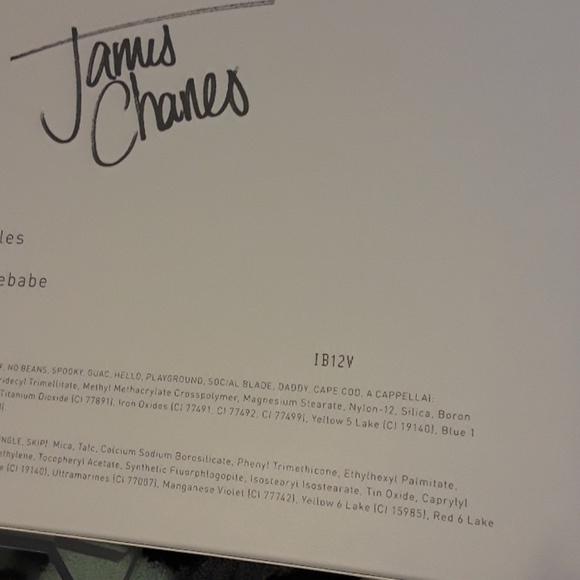 James
Charles
les
ebabe
IB12V
NO BEANS, SPOOKY, GUAC, HELLO, PLAYGROUND, SOCIAL BLADE, DADDY, CAPE COD, A CAPPELLA):
ridecyl Trimellitate, Methyl Methacrylate Crosspolymer, Magnesium Stearate, Nylon-12, Silica, Boron
Titanium Dioxide (CI 77891), Iron Oxides (CI 77491, CI 77492, CI 77499), Yellow 5 Lake (CI 19140), Blue 1
NGLE, SKIP): Mica, Talc, Calcium Sodium Borosilicate, Phenyl Trimethicone, Ethylhexyl Palmitate,
ethylene, Tocopheryl Acetate, Synthetic Fluorphlogopite, Isostearyl Isostearate, Tin Oxide, Caprylyl
e (CI 19140), Ultramarines (CI 77007), Manganese Violet (CI 77742), Yellow 6 Lake (CI 15985), Red 6 Lake